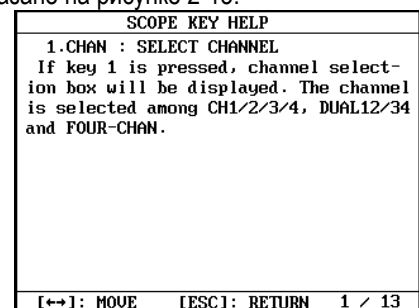 на рисунке 2-
SCOPE KEY HELP
1.CHAN : SELECT CHANNEL
If key 1 is pressed, channel select-
ion box will be displayed. The channel
is selected among CH1/2/3/4, DUAL12/34
and FOUR-CHAN.
[←→]: MOVE [ESC]: RETURN 1 / 13